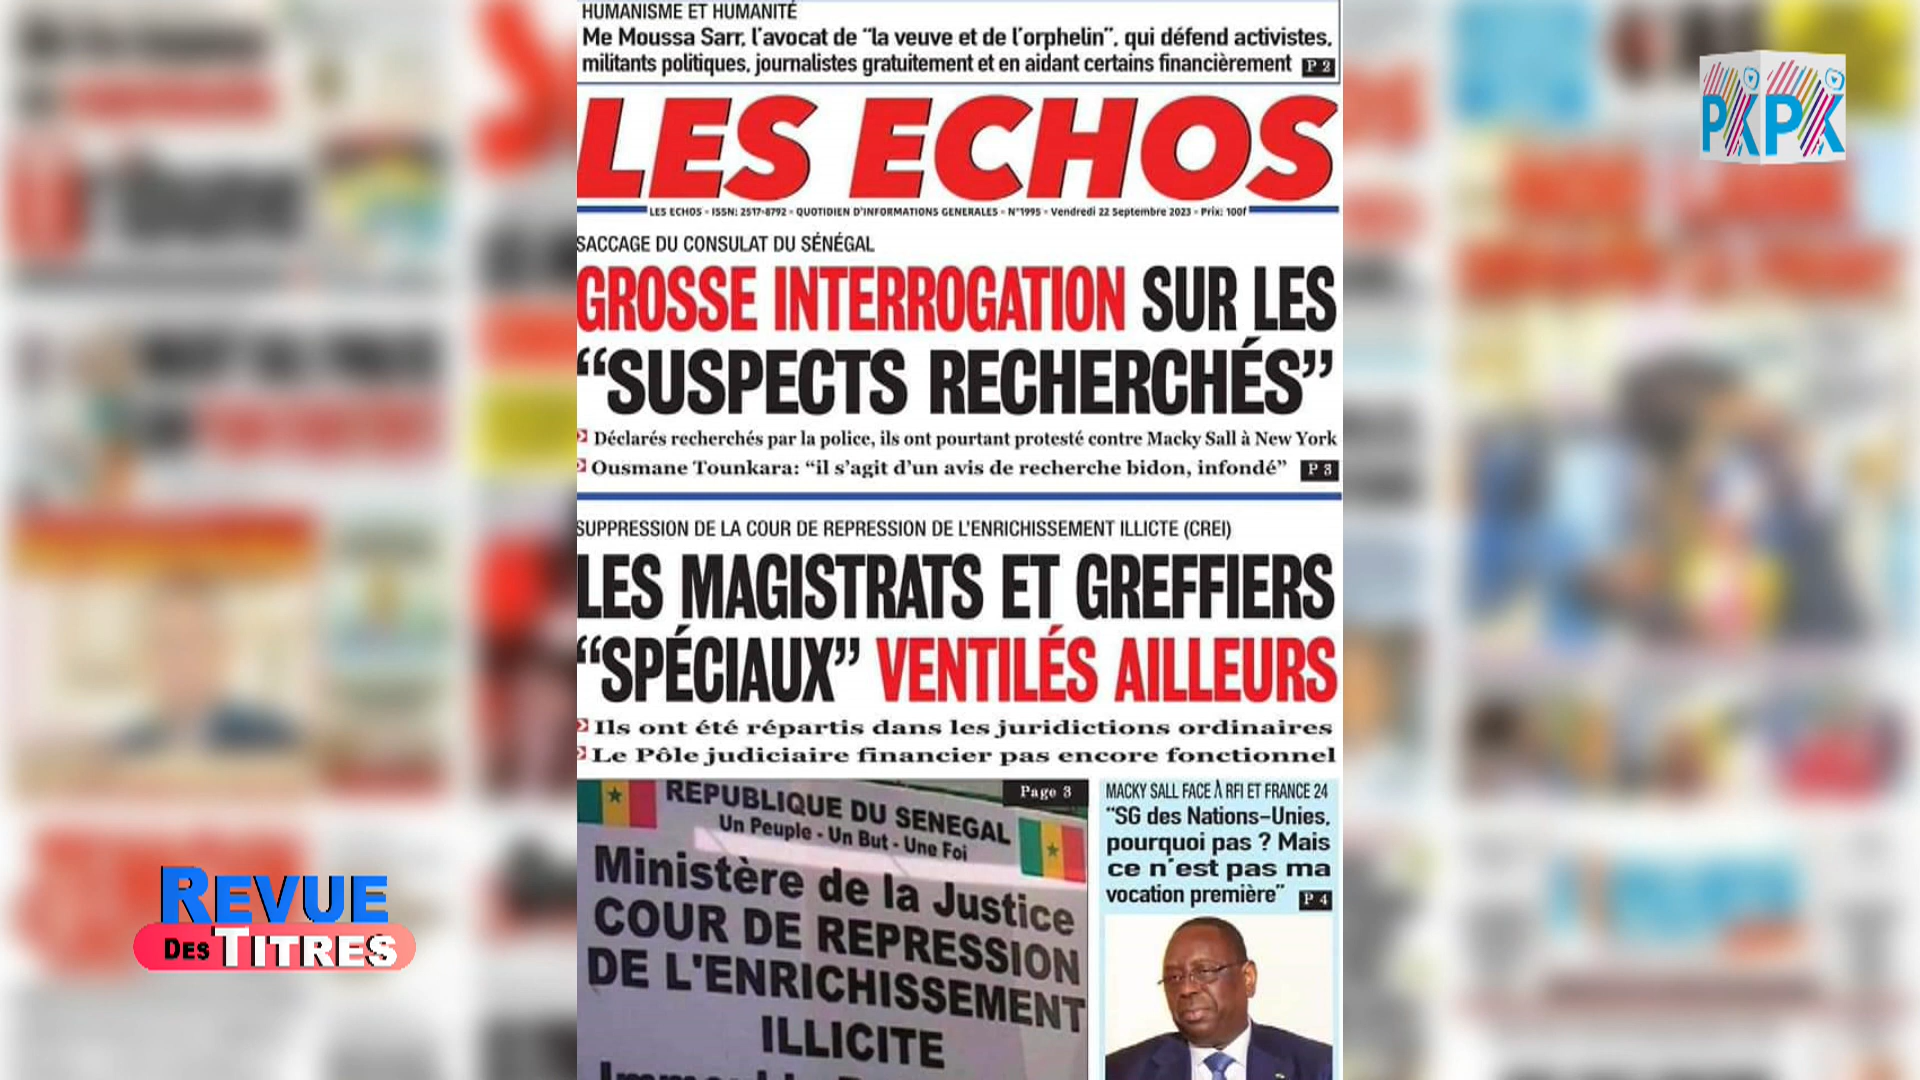 HUMANISME ET HUMANITÉ
Me Moussa Sarr, l'avocat de "la veuve et de l'orphelin", qui défend activistes,
militants politiques, journalistes gratuitement et en aidant certains financièrement P 2
LES ECHOS
LES ECHOS - ISSN: 2517-8792 - QUOTIDIEN D'INFORMATIONS GENERALES - N°1995 - Vendredi 22 Septembre 2023 - Prix: 100f
SACCAGE DU CONSULAT DU SÉNÉGAL
GROSSE INTERROGATION SUR LES
"SUSPECTS RECHERCHÉS"
Déclarés recherchés par la police, ils ont pourtant protesté contre Macky Sall à New York
Ousmane Tounkara: "il s'agit d'un avis de recherche bidon, infondé" P 3
SUPPRESSION DE LA COUR DE REPRESSION DE L'ENRICHISSEMENT ILLICTE (CREI)
LES MAGISTRATS ET GREFFIERS
"SPÉCIAUX" VENTILÉS AILLEURS
Ils ont été répartis dans les juridictions ordinaires
Le Pôle judiciaire financier pas encore fonctionnel
Page 3
REPUBLIQUE DU SENEGAL
Un Peuple - Un But - Une Foi
Ministère de la Justice
COUR DE REPRESSION
DE L'ENRICHISSEMENT
ILLICITE
MACKY SALL FACE À RFI ET FRANCE 24
"SG des Nations-Unies,
pourquoi pas ? Mais
ce n'est pas ma
vocation première" P 4
REVUE
DES TITRES